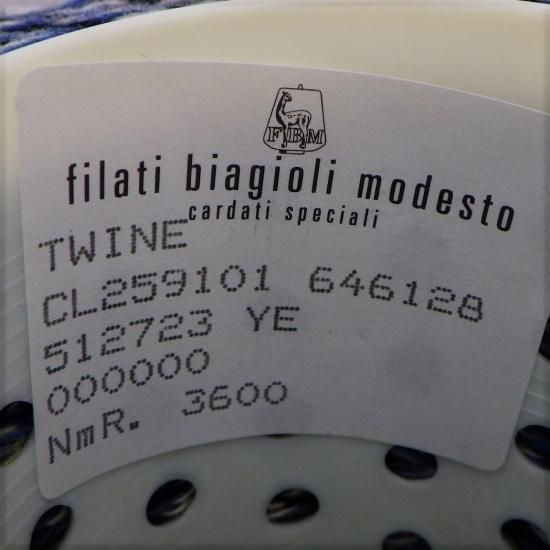 FBM
filati biagioli modesto
cardati speciali
TWINE
CL259101 646128
512723 YE
000000
NmR. 3600